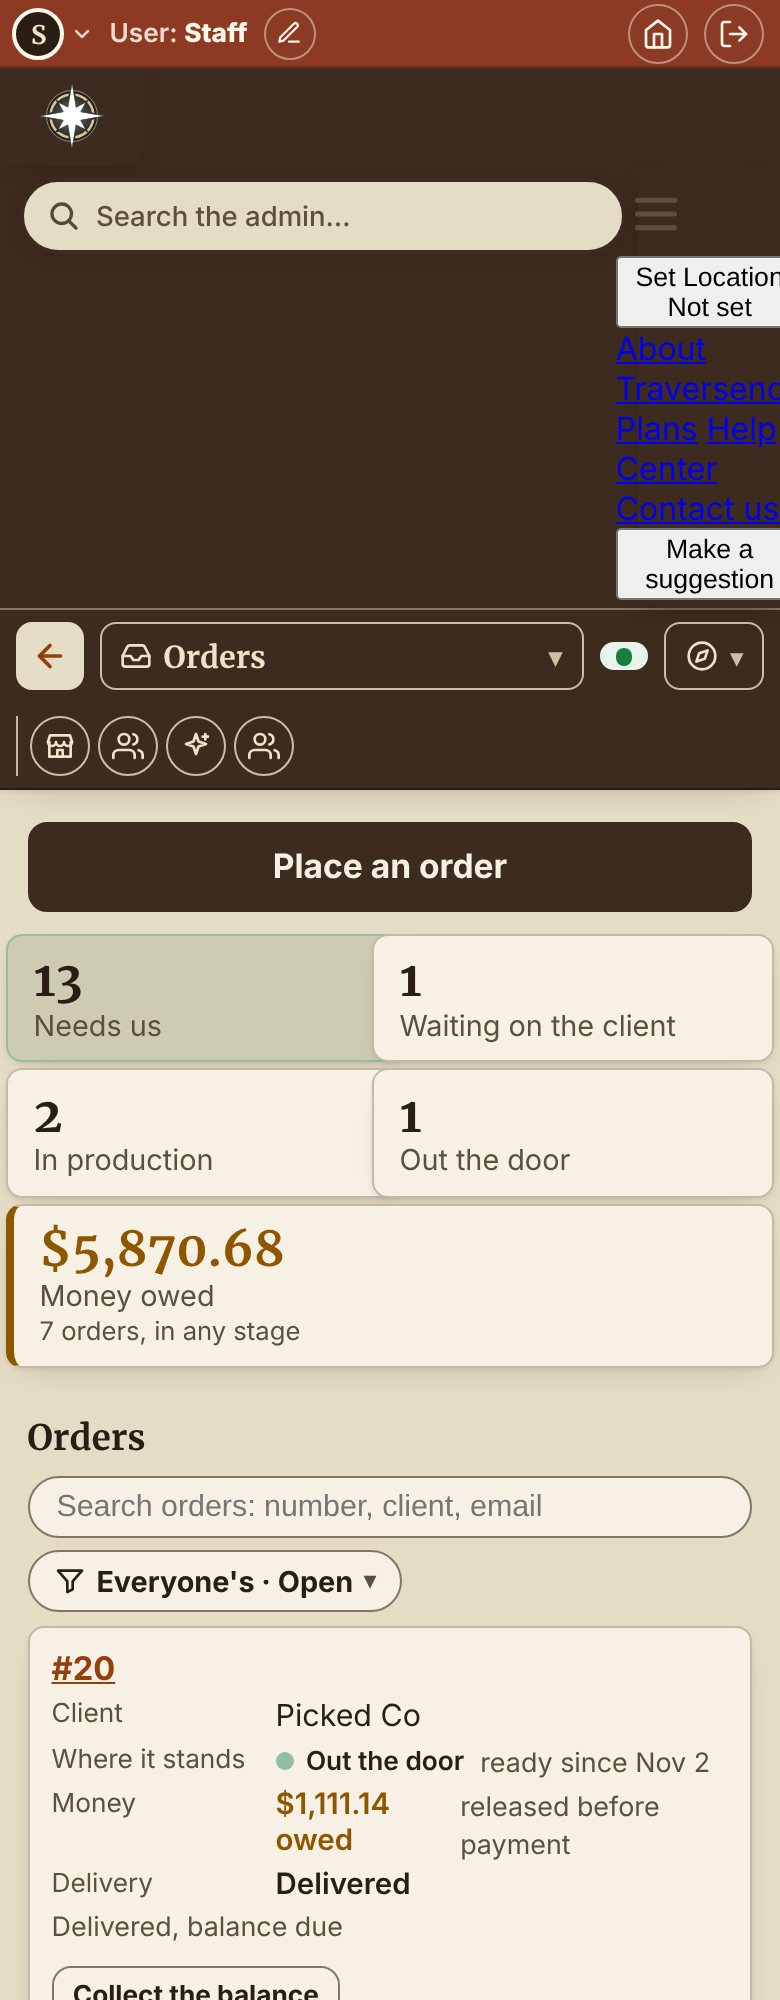 S
User: Staff
Search the admin...
Set Location
Not set
About
Traversend
Plans Help
Center
Contact us
Make a
suggestion
Orders
Place an order
13
Needs us
1
Waiting on the client
2
In production
1
Out the door
$5,870.68
Money owed
7 orders, in any stage
Orders
Search orders: number, client, email
Everyone's · Open
#20
Client
Picked Co
Where it stands
Out the door ready since Nov 2
Money
$1,111.14
owed
released before
payment
Delivery
Delivered
Delivered, balance due
Collect the balance